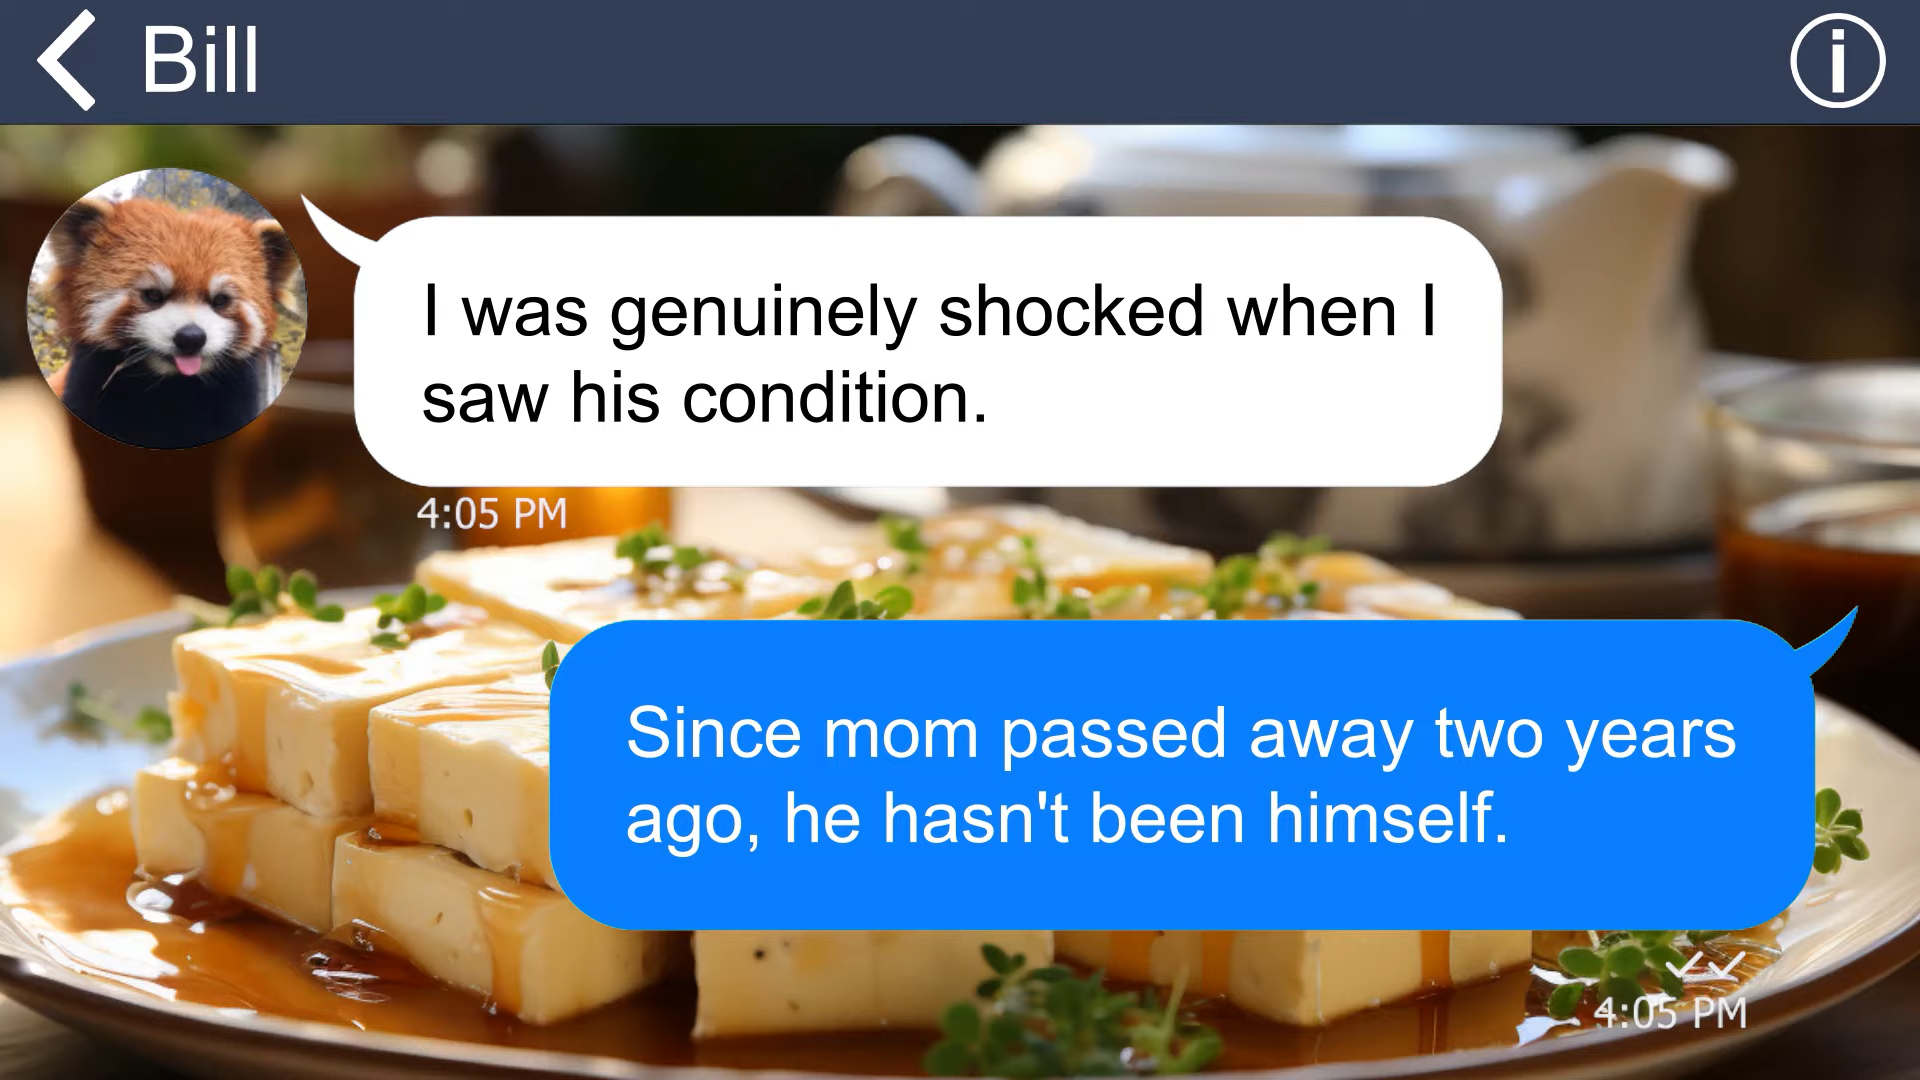 Bill
I was genuinely shocked when I
saw his condition.
4:05 PM
Since mom passed away two years
ago, he hasn't been himself.
4:05 PM